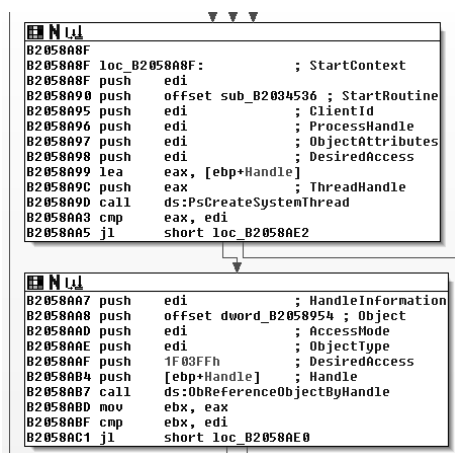 B2058A8F
B2058A8F loc_B2058A8F: ; StartContext
B2058A8F push edi
B2058A90 push offset sub_B2034536 ; StartRoutine
B2058A95 push edi ; ClientId
B2058A96 push edi ; ProcessHandle
B2058A97 push edi ; ObjectAttributes
B2058A98 push edi ; DesiredAccess
B2058A99 lea eax, [ebp+Handle]
B2058A9C push eax ; ThreadHandle
B2058A9D call ds:PsCreateSystemThread
B2058AA3 cmp eax, edi
B2058AA5 jl short loc_B2058AE2
B2058AA7 push edi ; HandleInformation
B2058AA8 push offset dword_B2058954 ; Object
B2058AAD push edi ; AccessMode
B2058AAE push edi ; ObjectType
B2058AAF push 1F03FFh ; DesiredAccess
B2058AB4 push [ebp+Handle] ; Handle
B2058AB7 call ds:ObReferenceObjectByHandle
B2058ABD mov ebx, eax
B2058ABF cmp ebx, edi
B2058AC1 jl short loc_B2058AE0